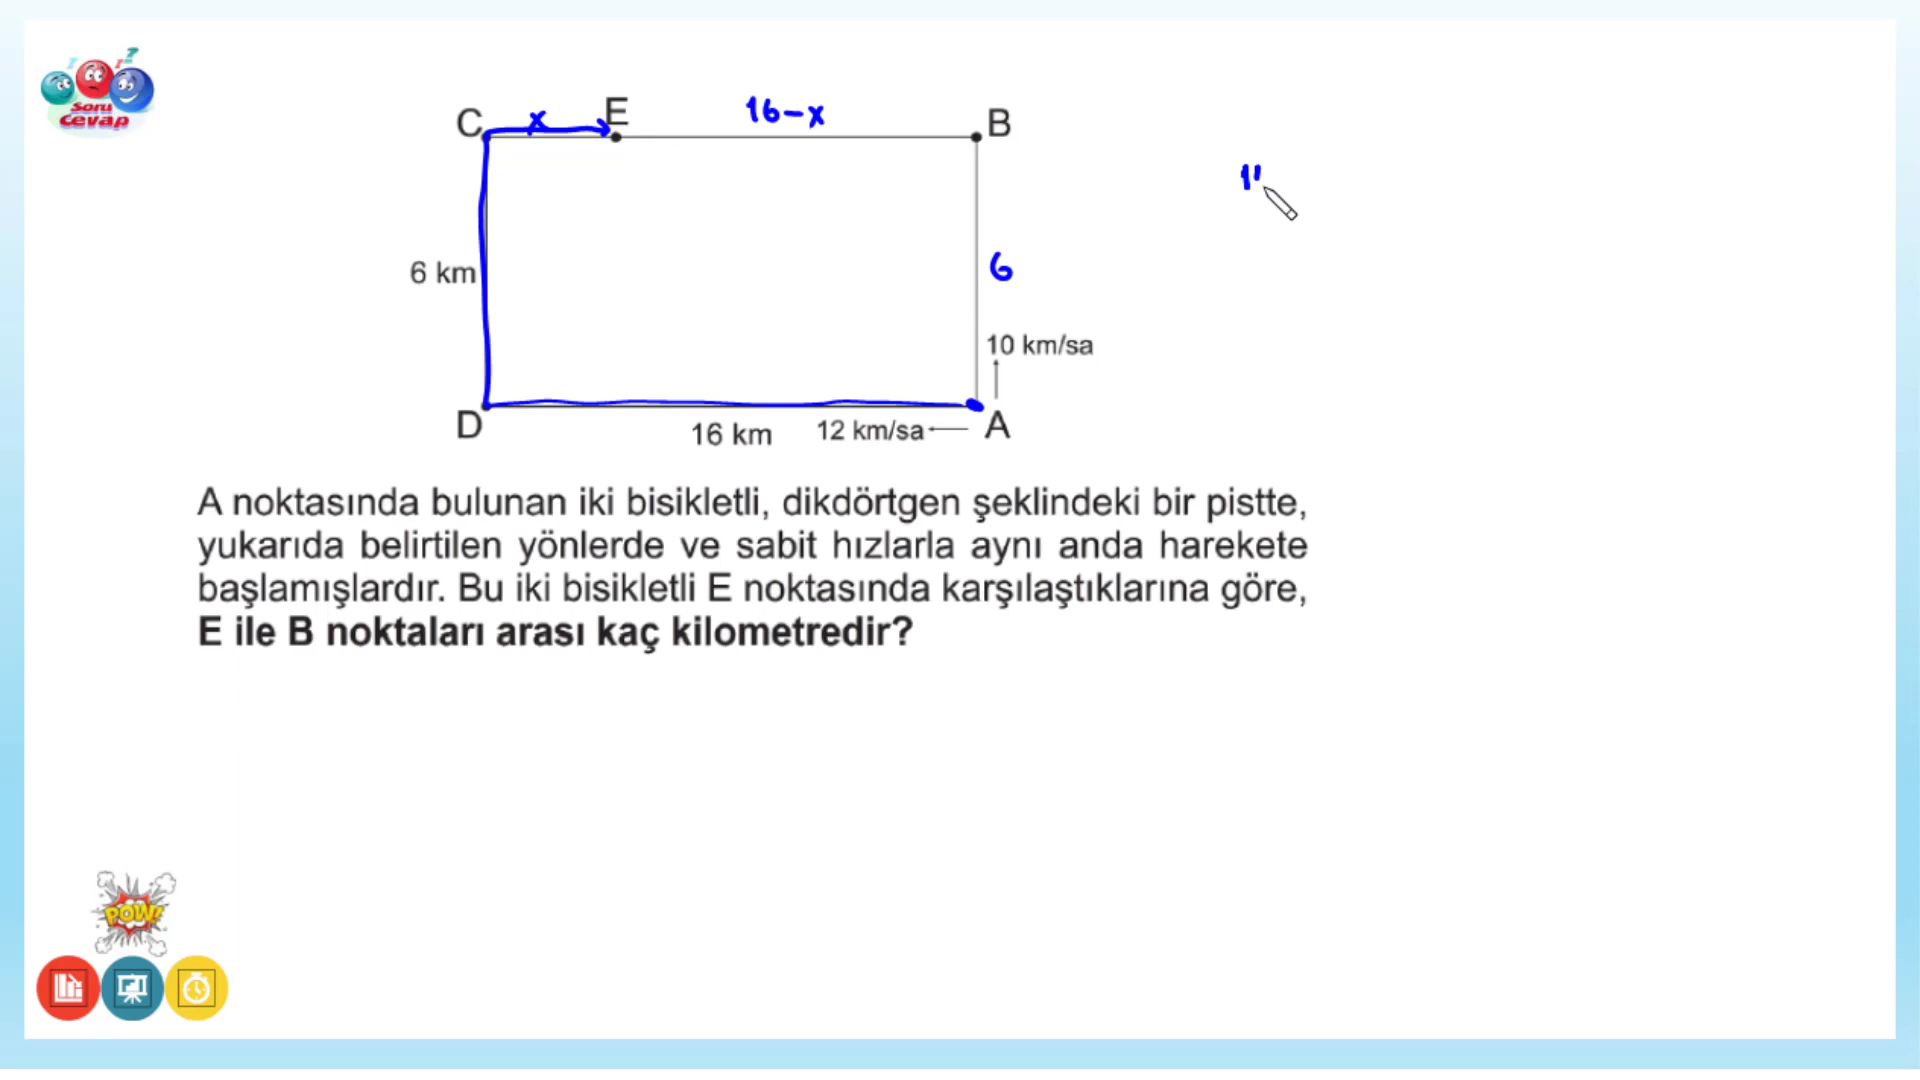 Soru
Cevap
C x E 16-x B
11
6 km
6
10 km/sa
D 16 km 12 km/sa A
A noktasında bulunan iki bisikletli, dikdörtgen şeklindeki bir pistte,
yukarıda belirtilen yönlerde ve sabit hızlarla aynı anda harekete
başlamışlardır. Bu iki bisikletli E noktasında karşılaştıklarına göre,
E ile B noktaları arası kaç kilometredir?
POW!